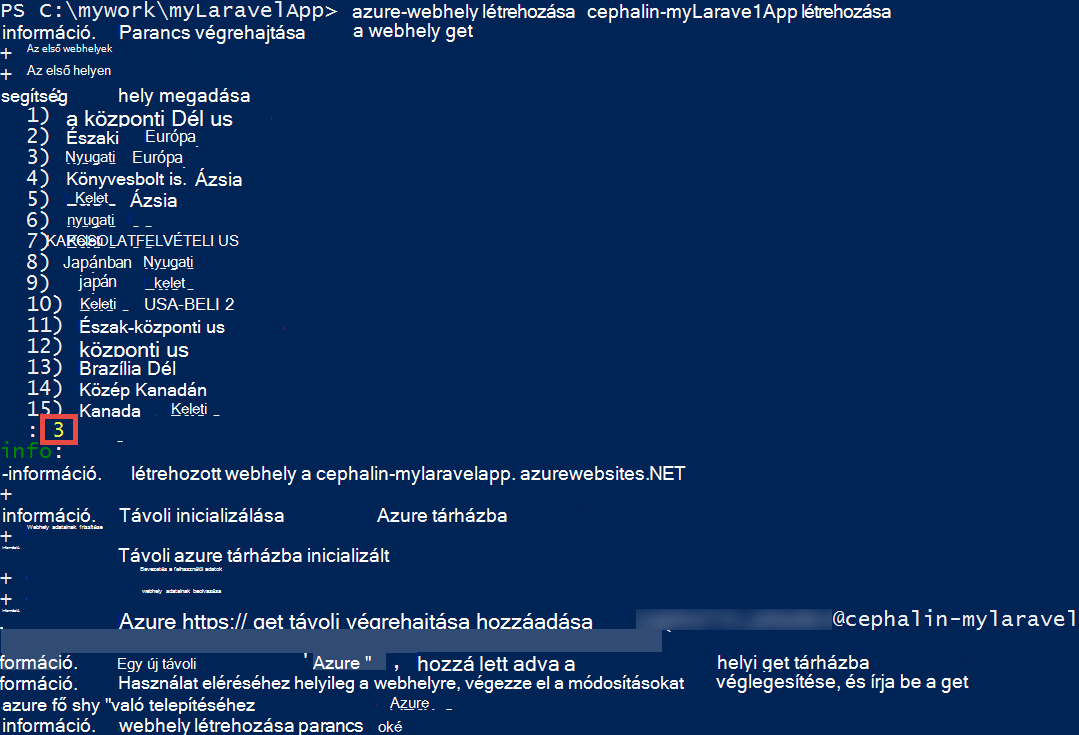 PS C:\mywork\myLaravelApp> azure-webhely létrehozása cephalin-myLarave1App létrehozása
információ. Parancs végrehajtása a webhely get
+ Az első webhelyek
+ Az első helyen
segítség: hely megadása
1) a központi Dél us
2) Északi Európa
3) Nyugati Európa
4) Könyvesbolt is. Ázsia
5) Kelet Ázsia
6) nyugati
7) KAPCSOLATFELVÉTELI US
8) Japánban Nyugati
9) japán kelet
10) Keleti USA-BELI 2
11) Észak-központi us
12) központi us
13) Brazília Dél
14) Közép Kanadán
15) Kanada Keleti
: 3
info:
-információ. létrehozott webhely a cephalin-mylaravelapp. azurewebsites.NET
+
információ. Távoli inicializálása Azure tárházba
+ Webhely adatainak frissítése
Távoli azure tárházba inicializált
+ Bevezetés a felhasználói adatok
+ webhely adatainak beolvasása
Azure https:// get távoli végrehajtása hozzáadása @cephalin-mylaravel
formáció. Egy új távoli 'Azure " , hozzá lett adva a helyi get tárházba
formáció. Használat eléréséhez helyileg a webhelyre, végezze el a módosításokat véglegesítése, és írja be a get
azure fő shy "való telepítéséhez Azure
információ. webhely létrehozása parancs oké